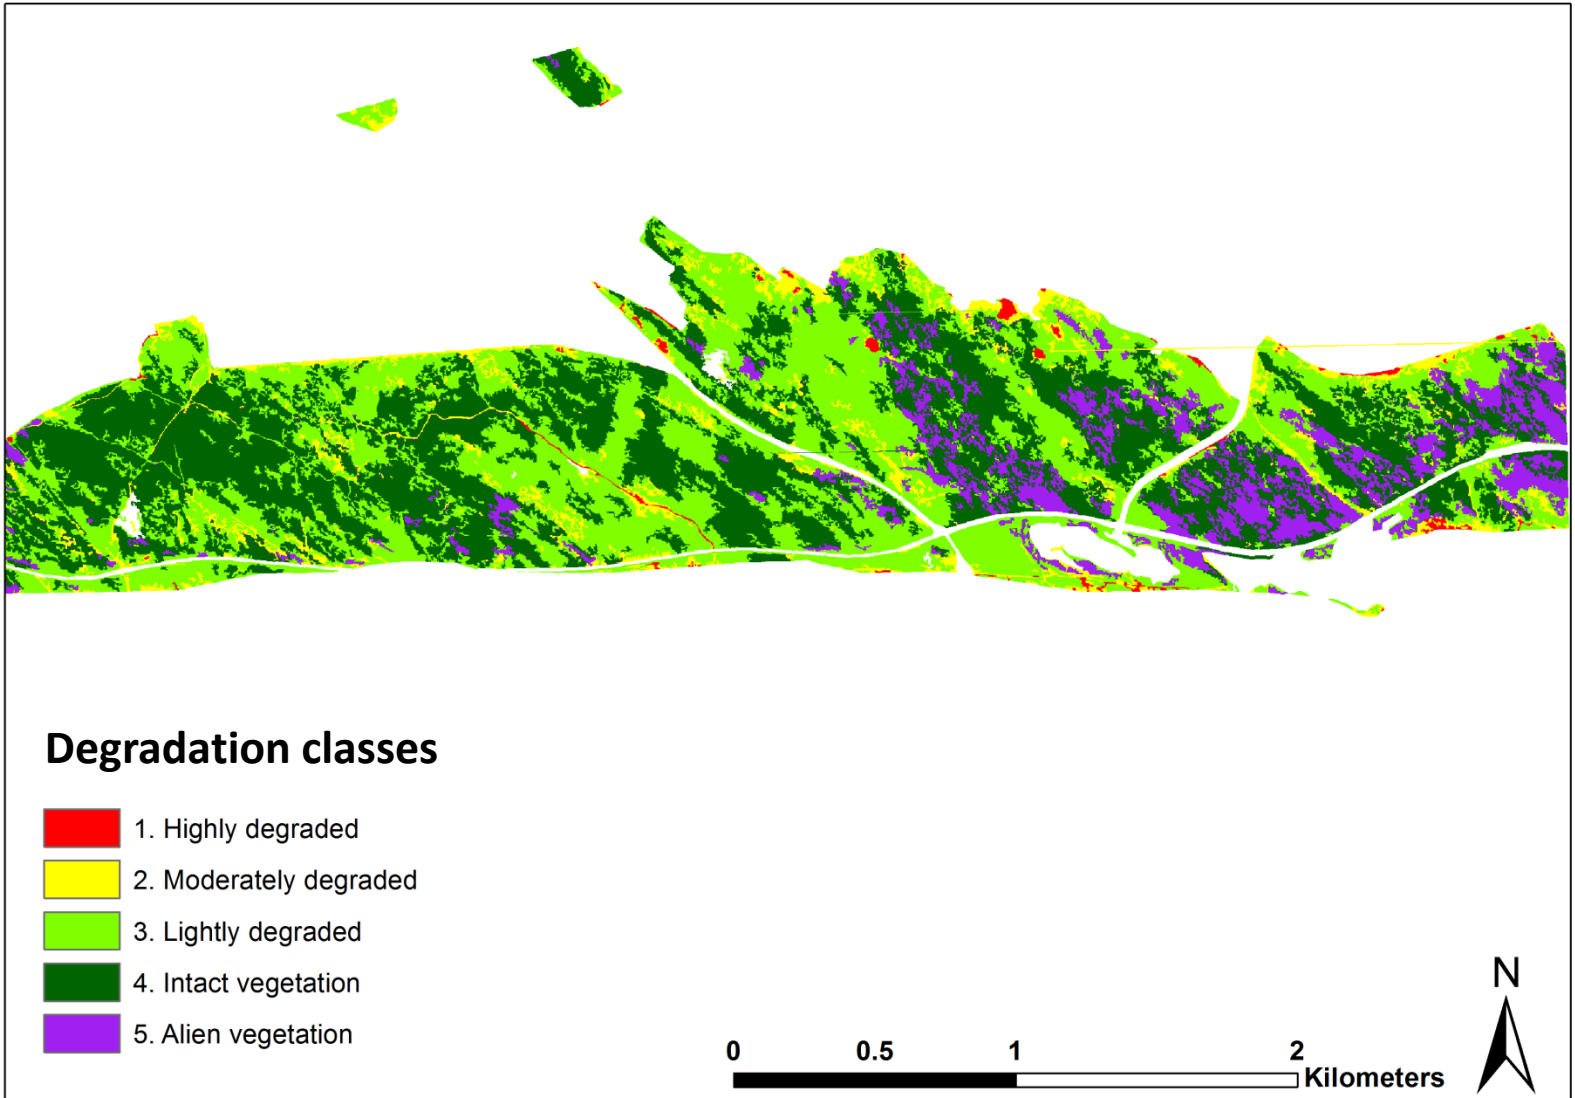 Degradation classes
1. Highly degraded
2. Moderately degraded
3. Lightly degraded
4. Intact vegetation
5. Alien vegetation
N
0 0.5 1 2
Kilometers